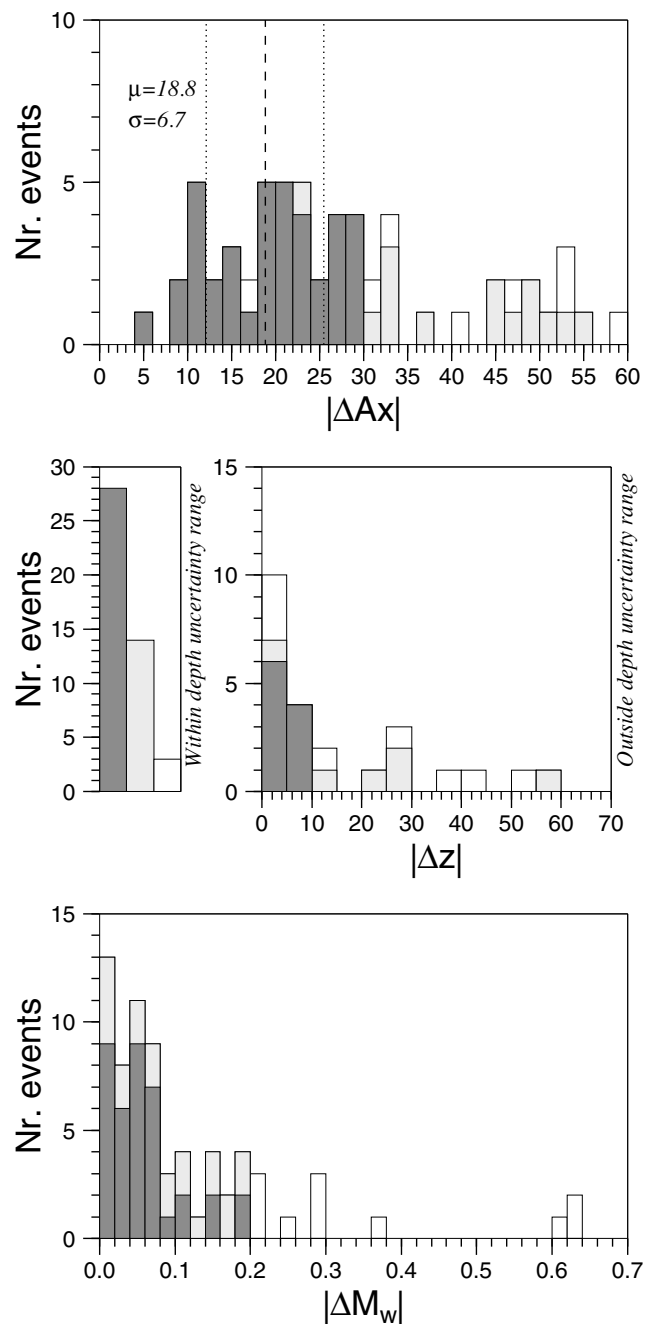 10
5
0
Nr. events
μ=18.8
σ=6.7
0 5 10 15 20 25 30 35 40 45 50 55 60
|ΔAx|
30
25
20
15
10
5
0
Nr. events
Within depth uncertainty range
15
10
5
0
0 10 20 30 40 50 60 70
|Δz|
Outside depth uncertainty range
15
10
5
0
Nr. events
0.0 0.1 0.2 0.3 0.4 0.5 0.6 0.7
|ΔM_w|